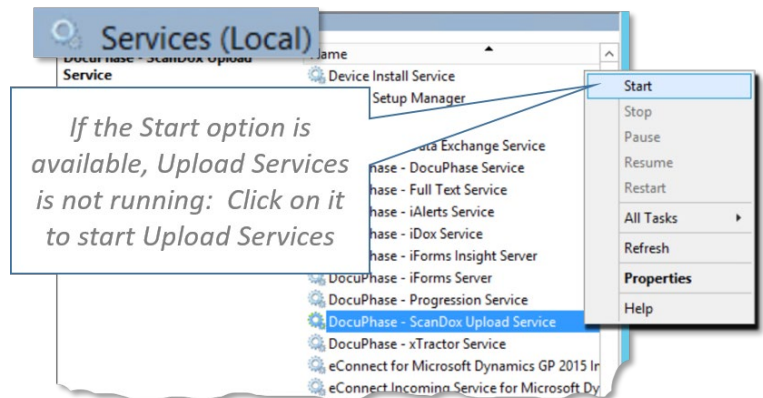 Services (Local)
DocuPhase - ScanDox Upload
Service
Name
Device Install Service
Setup Manager
Data Exchange Service
hase - DocuPhase Service
hase - Full Text Service
hase - iAlerts Service
hase - iDox Service
hase - iForms Insight Server
DocuPhase - iForms Server
DocuPhase - Progression Service
DocuPhase - ScanDox Upload Service
DocuPhase - xTractor Service
eConnect for Microsoft Dynamics GP 2015 In
eConnect Incoming Service for Microsoft Dy
If the Start option is
available, Upload Services
is not running: Click on it
to start Upload Services
Start
Stop
Pause
Resume
Restart
All Tasks
Refresh
Properties
Help